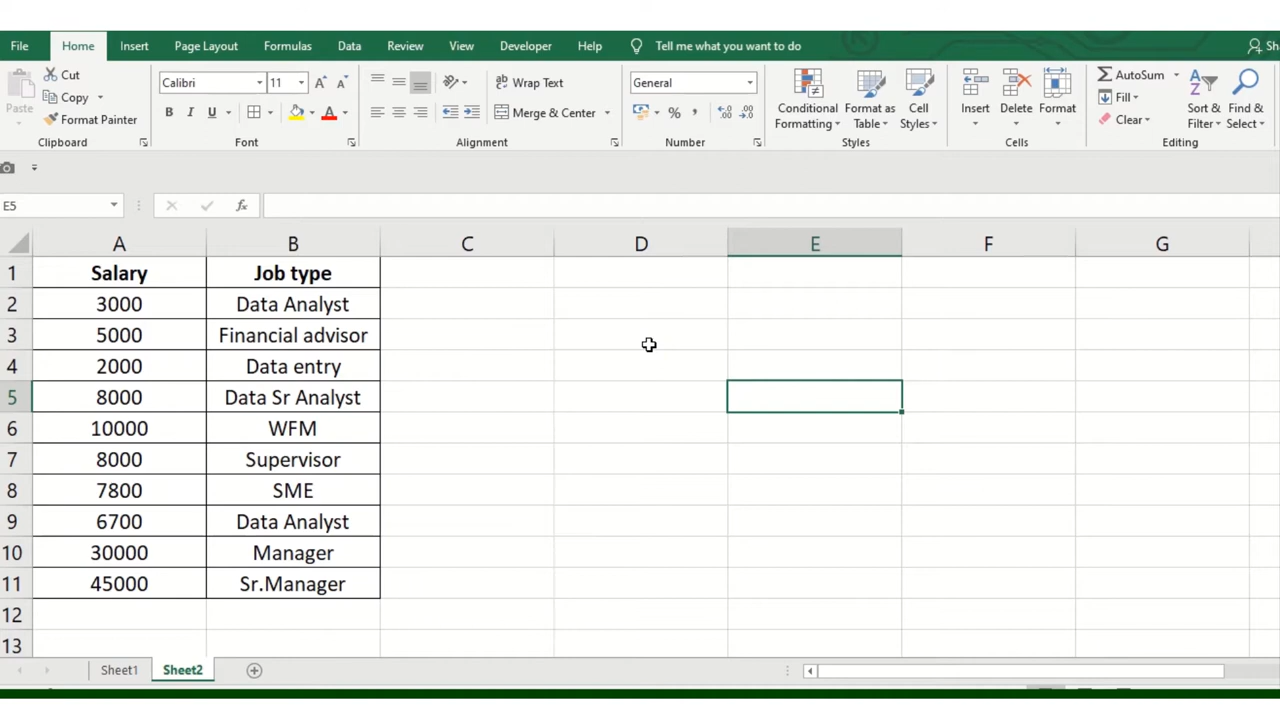 File Home Insert Page Layout Formulas Data Review View Developer Help Tell me what you want to do Sha
Paste
Cut
Copy
Format Painter
Clipboard
Calibri 11
B I U
Font
Wrap Text
Merge & Center
Alignment
General
Number
Conditional Formatting
Format as Table
Cell Styles
Styles
Insert
Delete
Format
Cells
AutoSum
Fill
Clear
Sort & Filter
Find & Select
Editing
E5 fx
A B C D E F G
1 Salary Job type
2 3000 Data Analyst
3 5000 Financial advisor
4 2000 Data entry
5 8000 Data Sr Analyst
6 10000 WFM
7 8000 Supervisor
8 7800 SME
9 6700 Data Analyst
10 30000 Manager
11 45000 Sr.Manager
12
13
Sheet1 Sheet2